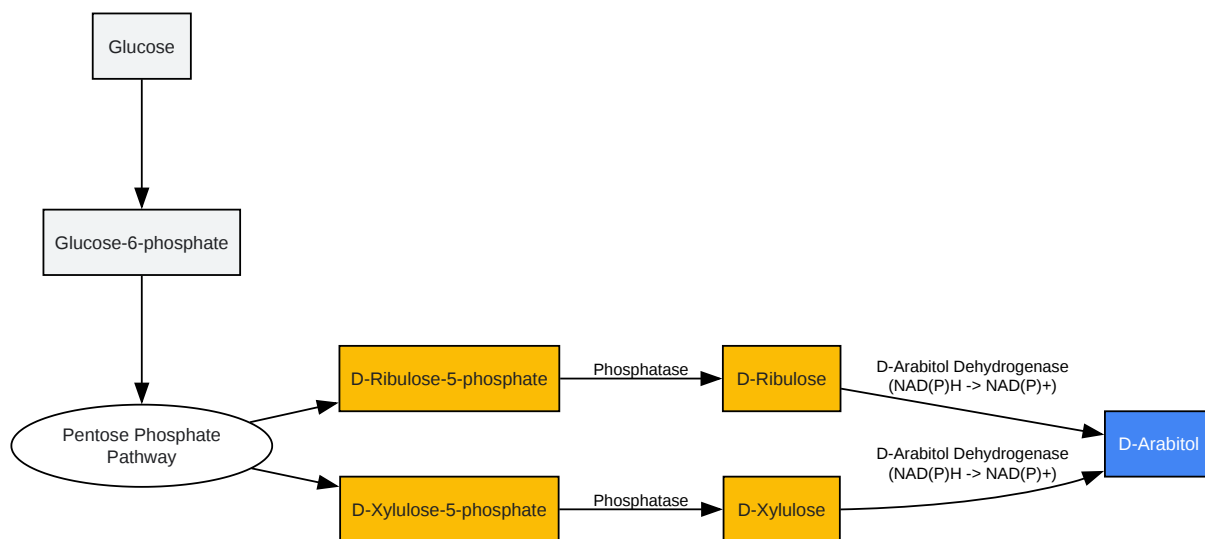 Glucose
Glucose-6-phosphate
Pentose Phosphate
Pathway
D-Ribulose-5-phosphate
Phosphatase
D-Ribulose
D-Arabitol Dehydrogenase
(NAD(P)H -> NAD(P)+)
D-Arabitol
D-Xylulose-5-phosphate
Phosphatase
D-Xylulose
D-Arabitol Dehydrogenase
(NAD(P)H -> NAD(P)+)